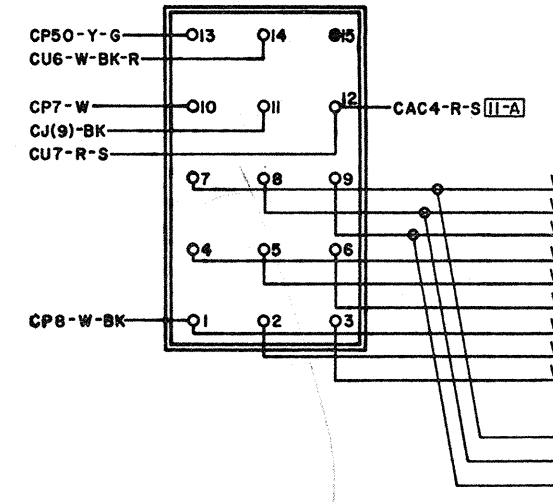 CP50-Y-G 13 14 15
CU6-W-BK-R
12
CP7-W 10 11 CAC4-R-S 11-A
CJ(9)-BK
CU7-R-S
7 8 9
4 5 6
CP8-W-BK 1 2 3